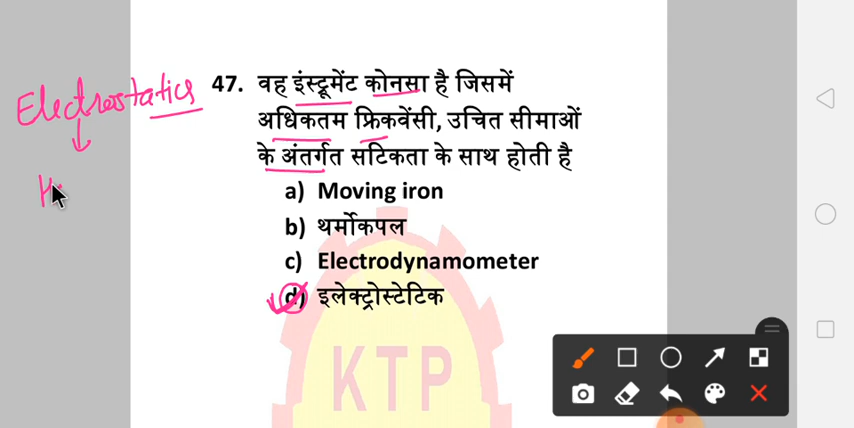 Electrostatics
H
47. वह इंस्ट्रूमेंट कोनसा है जिसमें
अधिकतम फ्रिकवेंसी, उचित सीमाओं
के अंतर्गत सटिकता के साथ होती है
a) Moving iron
b) थर्मोकपल
c) Electrodynamometer
d) इलेक्ट्रोस्टेटिक
KTP